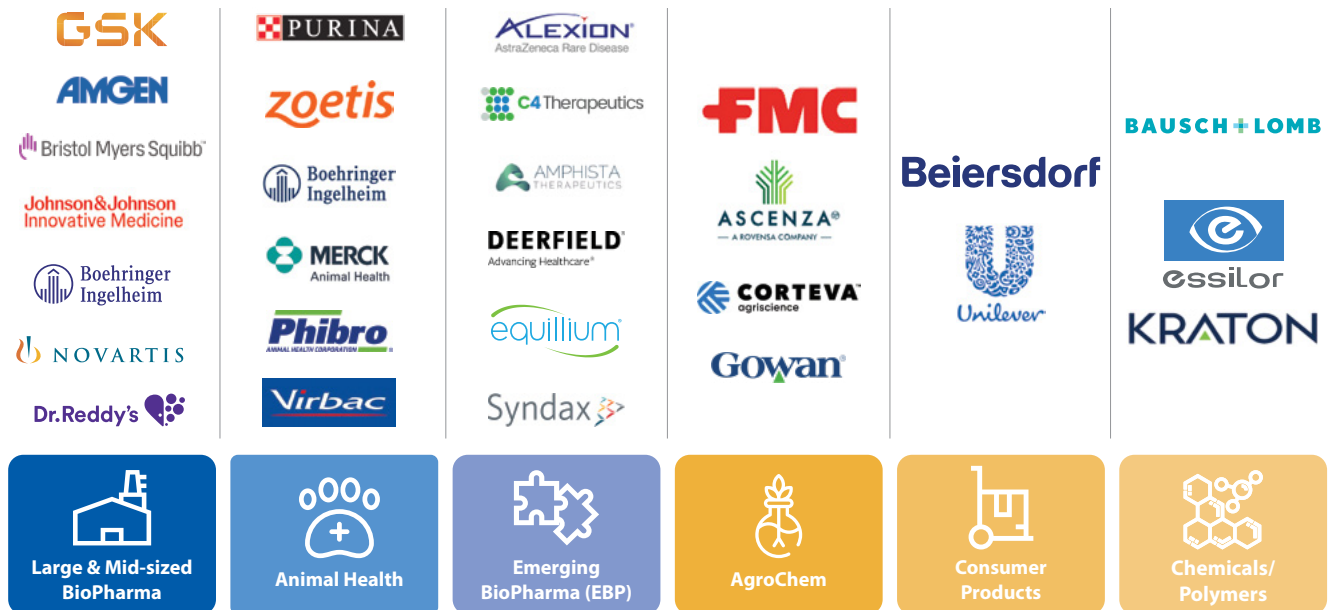 GSK
AMGEN
Bristol Myers Squibb™
Johnson&Johnson
Innovative Medicine
Boehringer
Ingelheim
NOVARTIS
Dr.Reddy's
Large & Mid-sized
BioPharma
PURINA
zoetis
Boehringer
Ingelheim
MERCK
Animal Health
Phibro
ANIMAL HEALTH CORPORATION ®
Virbac
Animal Health
ALEXION®
AstraZeneca Rare Disease
C4 Therapeutics
AMPHISTA
THERAPEUTICS
DEERFIELD®
Advancing Healthcare®
equillium®
Syndax
Emerging
BioPharma (EBP)
FMC
ASCENZA®
— A ROVENSA COMPANY —
CORTEVA™
agriscience
Gowan®
AgroChem
Beiersdorf
Unilever
Consumer
Products
BAUSCH + LOMB
e
essilor
KRATON
Chemicals/
Polymers